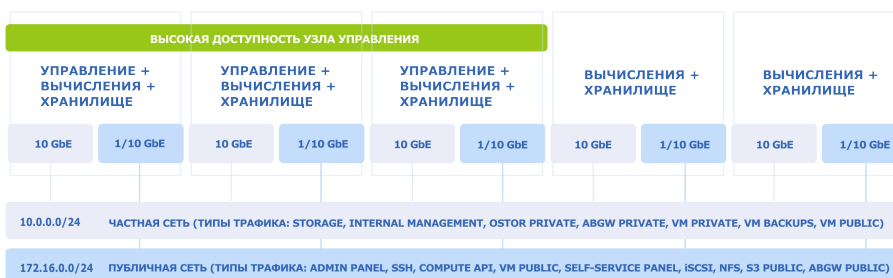 ВЫСОКАЯ ДОСТУПНОСТЬ УЗЛА УПРАВЛЕНИЯ
УПРАВЛЕНИЕ +
ВЫЧИСЛЕНИЯ +
ХРАНИЛИЩЕ
УПРАВЛЕНИЕ +
ВЫЧИСЛЕНИЯ +
ХРАНИЛИЩЕ
УПРАВЛЕНИЕ +
ВЫЧИСЛЕНИЯ +
ХРАНИЛИЩЕ
ВЫЧИСЛЕНИЯ +
ХРАНИЛИЩЕ
ВЫЧИСЛЕНИЯ +
ХРАНИЛИЩЕ
10 GbE 1/10 GbE 10 GbE 1/10 GbE 10 GbE 1/10 GbE 10 GbE 1/10 GbE 10 GbE 1/10 GbE
10.0.0.0/24 ЧАСТНАЯ СЕТЬ (ТИПЫ ТРАФИКА: STORAGE, INTERNAL MANAGEMENT, OSTOR PRIVATE, ABGW PRIVATE, VM PRIVATE, VM BACKUPS, VM PUBLIC)
172.16.0.0/24 ПУБЛИЧНАЯ СЕТЬ (ТИПЫ ТРАФИКА: ADMIN PANEL, SSH, COMPUTE API, VM PUBLIC, SELF-SERVICE PANEL, iSCSI, NFS, S3 PUBLIC, ABGW PUBLIC)